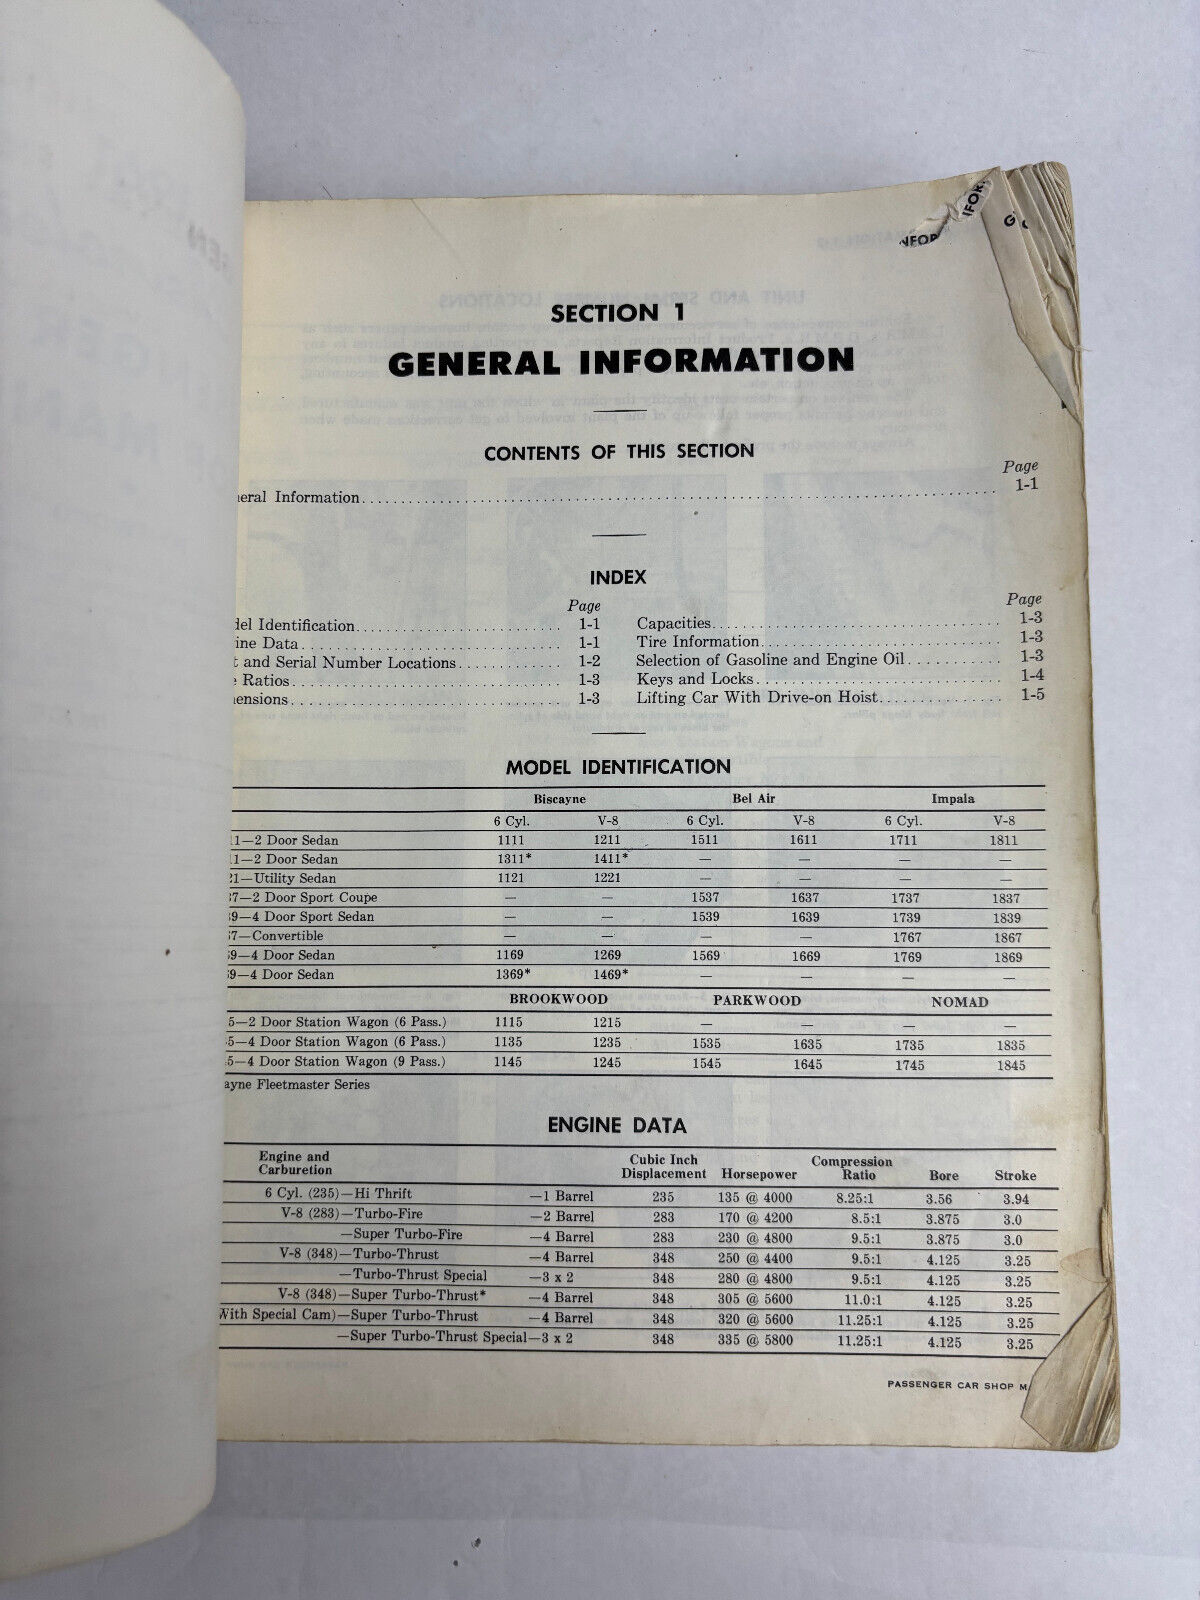 INFOR
NFOR
G
SECTION 1
GENERAL INFORMATION
CONTENTS OF THIS SECTION
Page
eral Information 1-1
INDEX
Page Page
del Identification 1-1 Capacities 1-3
ine Data 1-1 Tire Information 1-3
t and Serial Number Locations 1-2 Selection of Gasoline and Engine Oil 1-3
e Ratios 1-3 Keys and Locks 1-4
ensions 1-3 Lifting Car With Drive-on Hoist 1-5
MODEL IDENTIFICATION
Biscayne Bel Air Impala
6 Cyl. V-8 6 Cyl. V-8 6 Cyl. V-8
11—2 Door Sedan 1111 1211 1511 1611 1711 1811
11—2 Door Sedan 1311* 1411* — — — —
21—Utility Sedan 1121 1221 — — — —
37—2 Door Sport Coupe — — 1537 1637 1737 1837
39—4 Door Sport Sedan — — 1539 1639 1739 1839
67—Convertible — — — — 1767 1867
69—4 Door Sedan 1169 1269 1569 1669 1769 1869
69—4 Door Sedan 1369* 1469* — — — —
BROOKWOOD PARKWOOD NOMAD
5—2 Door Station Wagon (6 Pass.) 1115 1215 — — — —
5—4 Door Station Wagon (6 Pass.) 1135 1235 1535 1635 1735 1835
5—4 Door Station Wagon (9 Pass.) 1145 1245 1545 1645 1745 1845
ayne Fleetmaster Series
ENGINE DATA
Engine and Carburetion Cubic Inch Displacement Horsepower Compression Ratio Bore Stroke
6 Cyl. (235)—Hi Thrift —1 Barrel 235 135 @ 4000 8.25:1 3.56 3.94
V-8 (283)—Turbo-Fire —2 Barrel 283 170 @ 4200 8.5:1 3.875 3.0
—Super Turbo-Fire —4 Barrel 283 230 @ 4800 9.5:1 3.875 3.0
V-8 (348)—Turbo-Thrust —4 Barrel 348 250 @ 4400 9.5:1 4.125 3.25
—Turbo-Thrust Special —3 x 2 348 280 @ 4800 9.5:1 4.125 3.25
V-8 (348)—Super Turbo-Thrust* —4 Barrel 348 305 @ 5600 11.0:1 4.125 3.25
With Special Cam)—Super Turbo-Thrust —4 Barrel 348 320 @ 5600 11.25:1 4.125 3.25
—Super Turbo-Thrust Special—3 x 2 348 335 @ 5800 11.25:1 4.125 3.25
PASSENGER CAR SHOP M